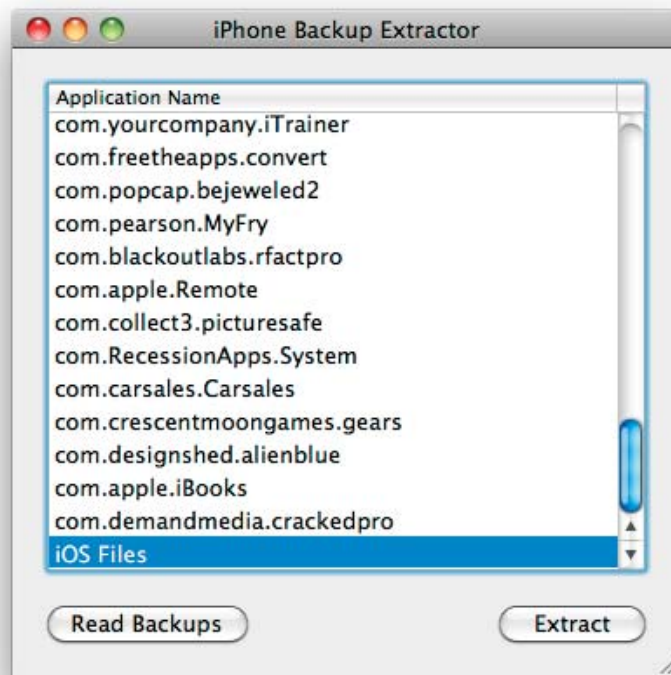 iPhone Backup Extractor
Application Name
com.yourcompany.iTrainer
com.freetheapps.convert
com.popcap.bejeweled2
com.pearson.MyFry
com.blackoutlabs.rfactpro
com.apple.Remote
com.collect3.picturesafe
com.RecessionApps.System
com.carsales.Carsales
com.crescentmoongames.gears
com.designshed.alienblue
com.apple.iBooks
com.demandmedia.crackedpro
iOS Files
Read Backups
Extract